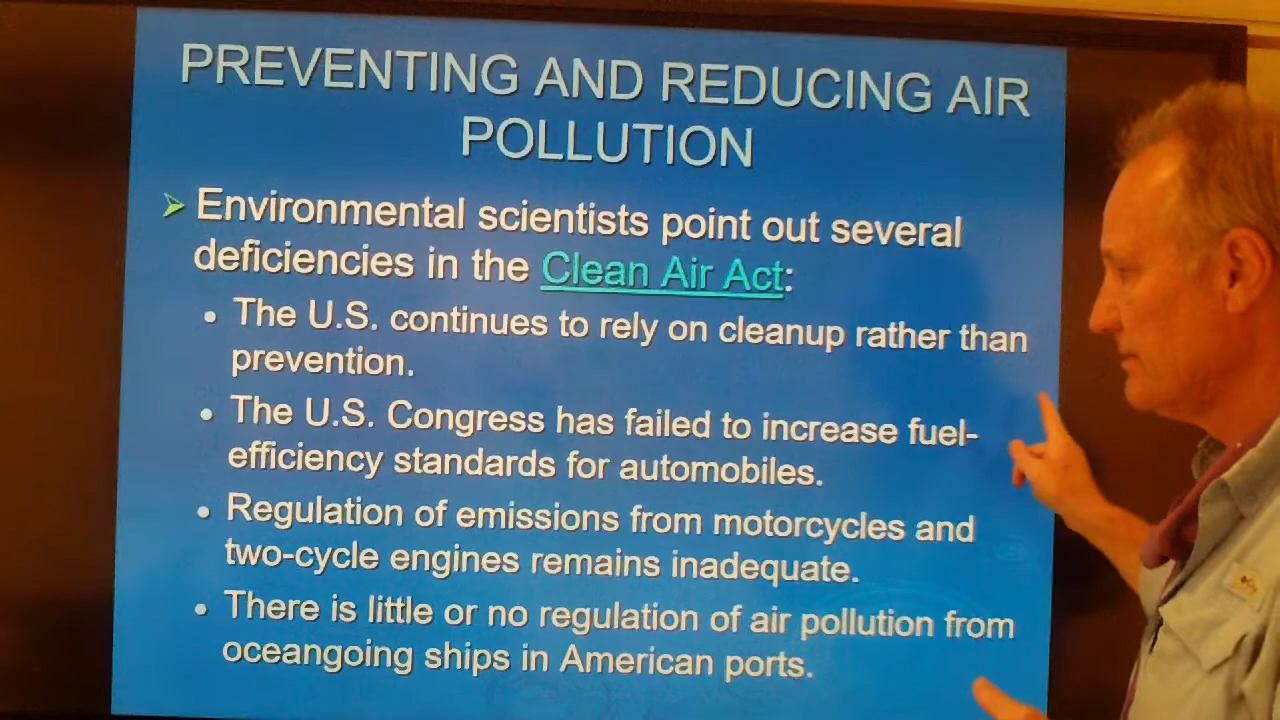 PREVENTING AND REDUCING AIR
POLLUTION
Environmental scientists point out several
deficiencies in the Clean Air Act:
• The U.S. continues to rely on cleanup rather than
prevention.
• The U.S. Congress has failed to increase fuel-
efficiency standards for automobiles.
• Regulation of emissions from motorcycles and
two-cycle engines remains inadequate.
• There is little or no regulation of air pollution from
oceangoing ships in American ports.